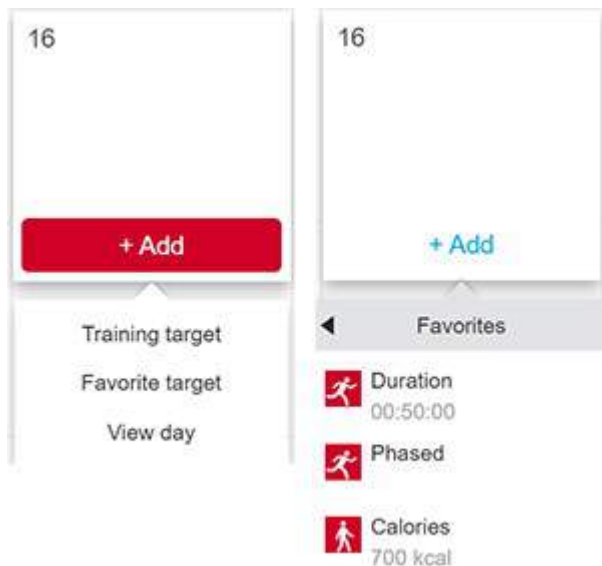 16
+ Add
Training target
Favorite target
View day
16
+ Add
Favorites
Duration
00:50:00
Phased
Calories
700 kcal